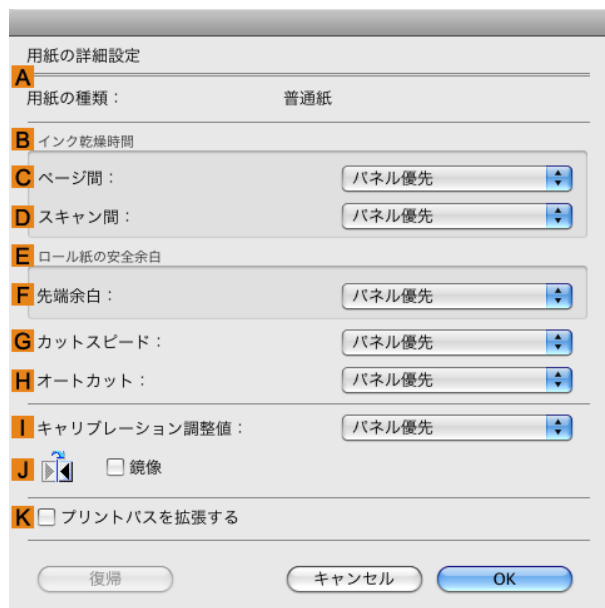 用紙の詳細設定
A
用紙の種類： 普通紙
B インク乾燥時間
C ページ間： パネル優先
D スキャン間： パネル優先
E ロール紙の安全余白
F 先端余白： パネル優先
G カットスピード： パネル優先
H オートカット： パネル優先
I キャリブレーション調整値： パネル優先
J 鏡像
K プリントパスを拡張する
復帰 キャンセル OK